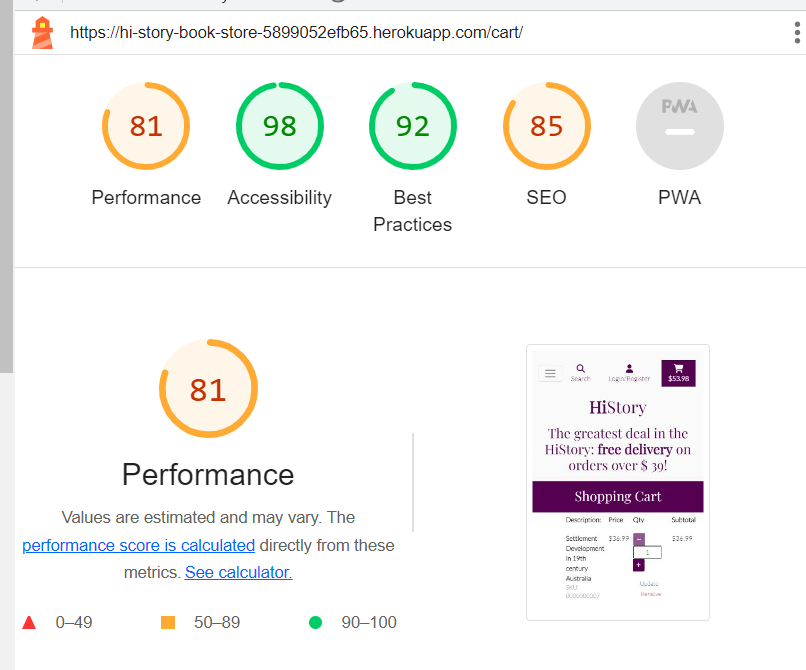 https://hi-story-book-store-5899052efb65.herokuapp.com/cart/
81
98
92
85
PWA
Performance
Accessibility
Best
Practices
SEO
PWA
81
Performance
Values are estimated and may vary. The
performance score is calculated directly from these
metrics. See calculator.
0–49
50–89
90–100
Search
Login/Register
$53.98
HiStory
The greatest deal in the
HiStory: free delivery on
orders over $ 39!
Shopping Cart
Description: Price Qty Subtotal
Settlement $36.99 - $36.99
Development 1
in 19th +
century
Australia Update
SKU: Remove